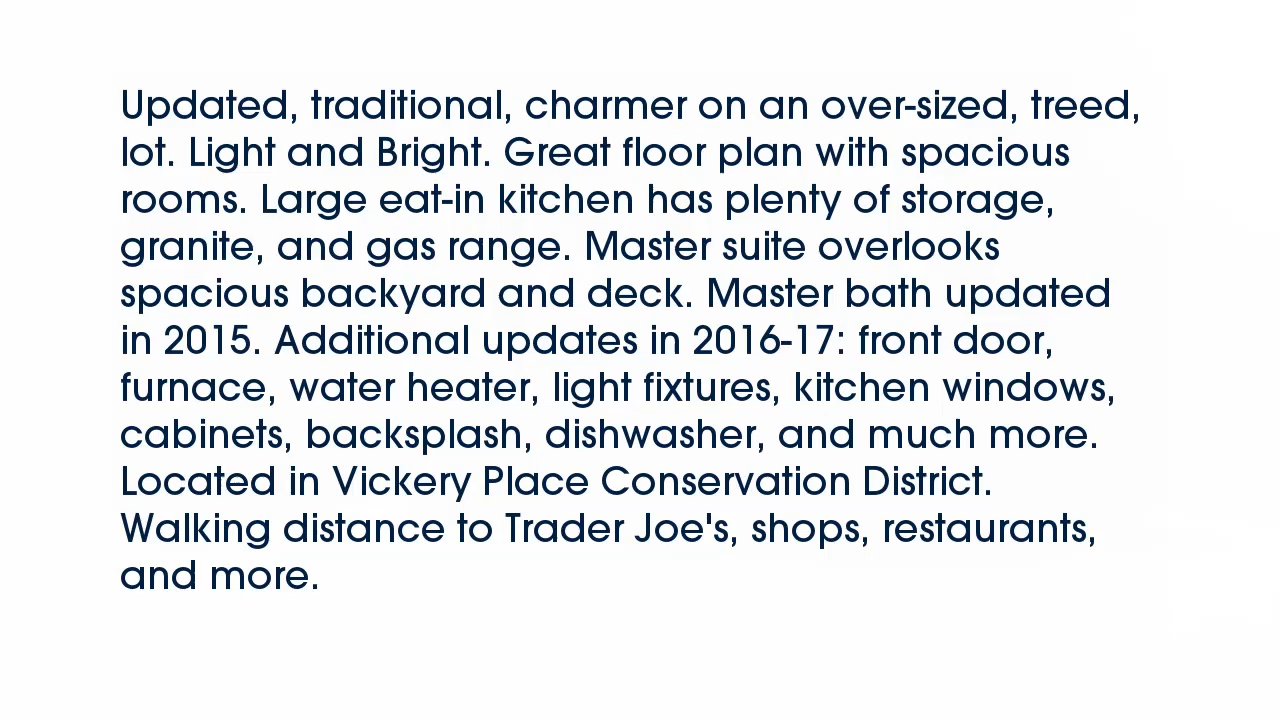 Updated, traditional, charmer on an over-sized, treed,
lot. Light and Bright. Great floor plan with spacious
rooms. Large eat-in kitchen has plenty of storage,
granite, and gas range. Master suite overlooks
spacious backyard and deck. Master bath updated
in 2015. Additional updates in 2016-17: front door,
furnace, water heater, light fixtures, kitchen windows,
cabinets, backsplash, dishwasher, and much more.
Located in Vickery Place Conservation District.
Walking distance to Trader Joe's, shops, restaurants,
and more.